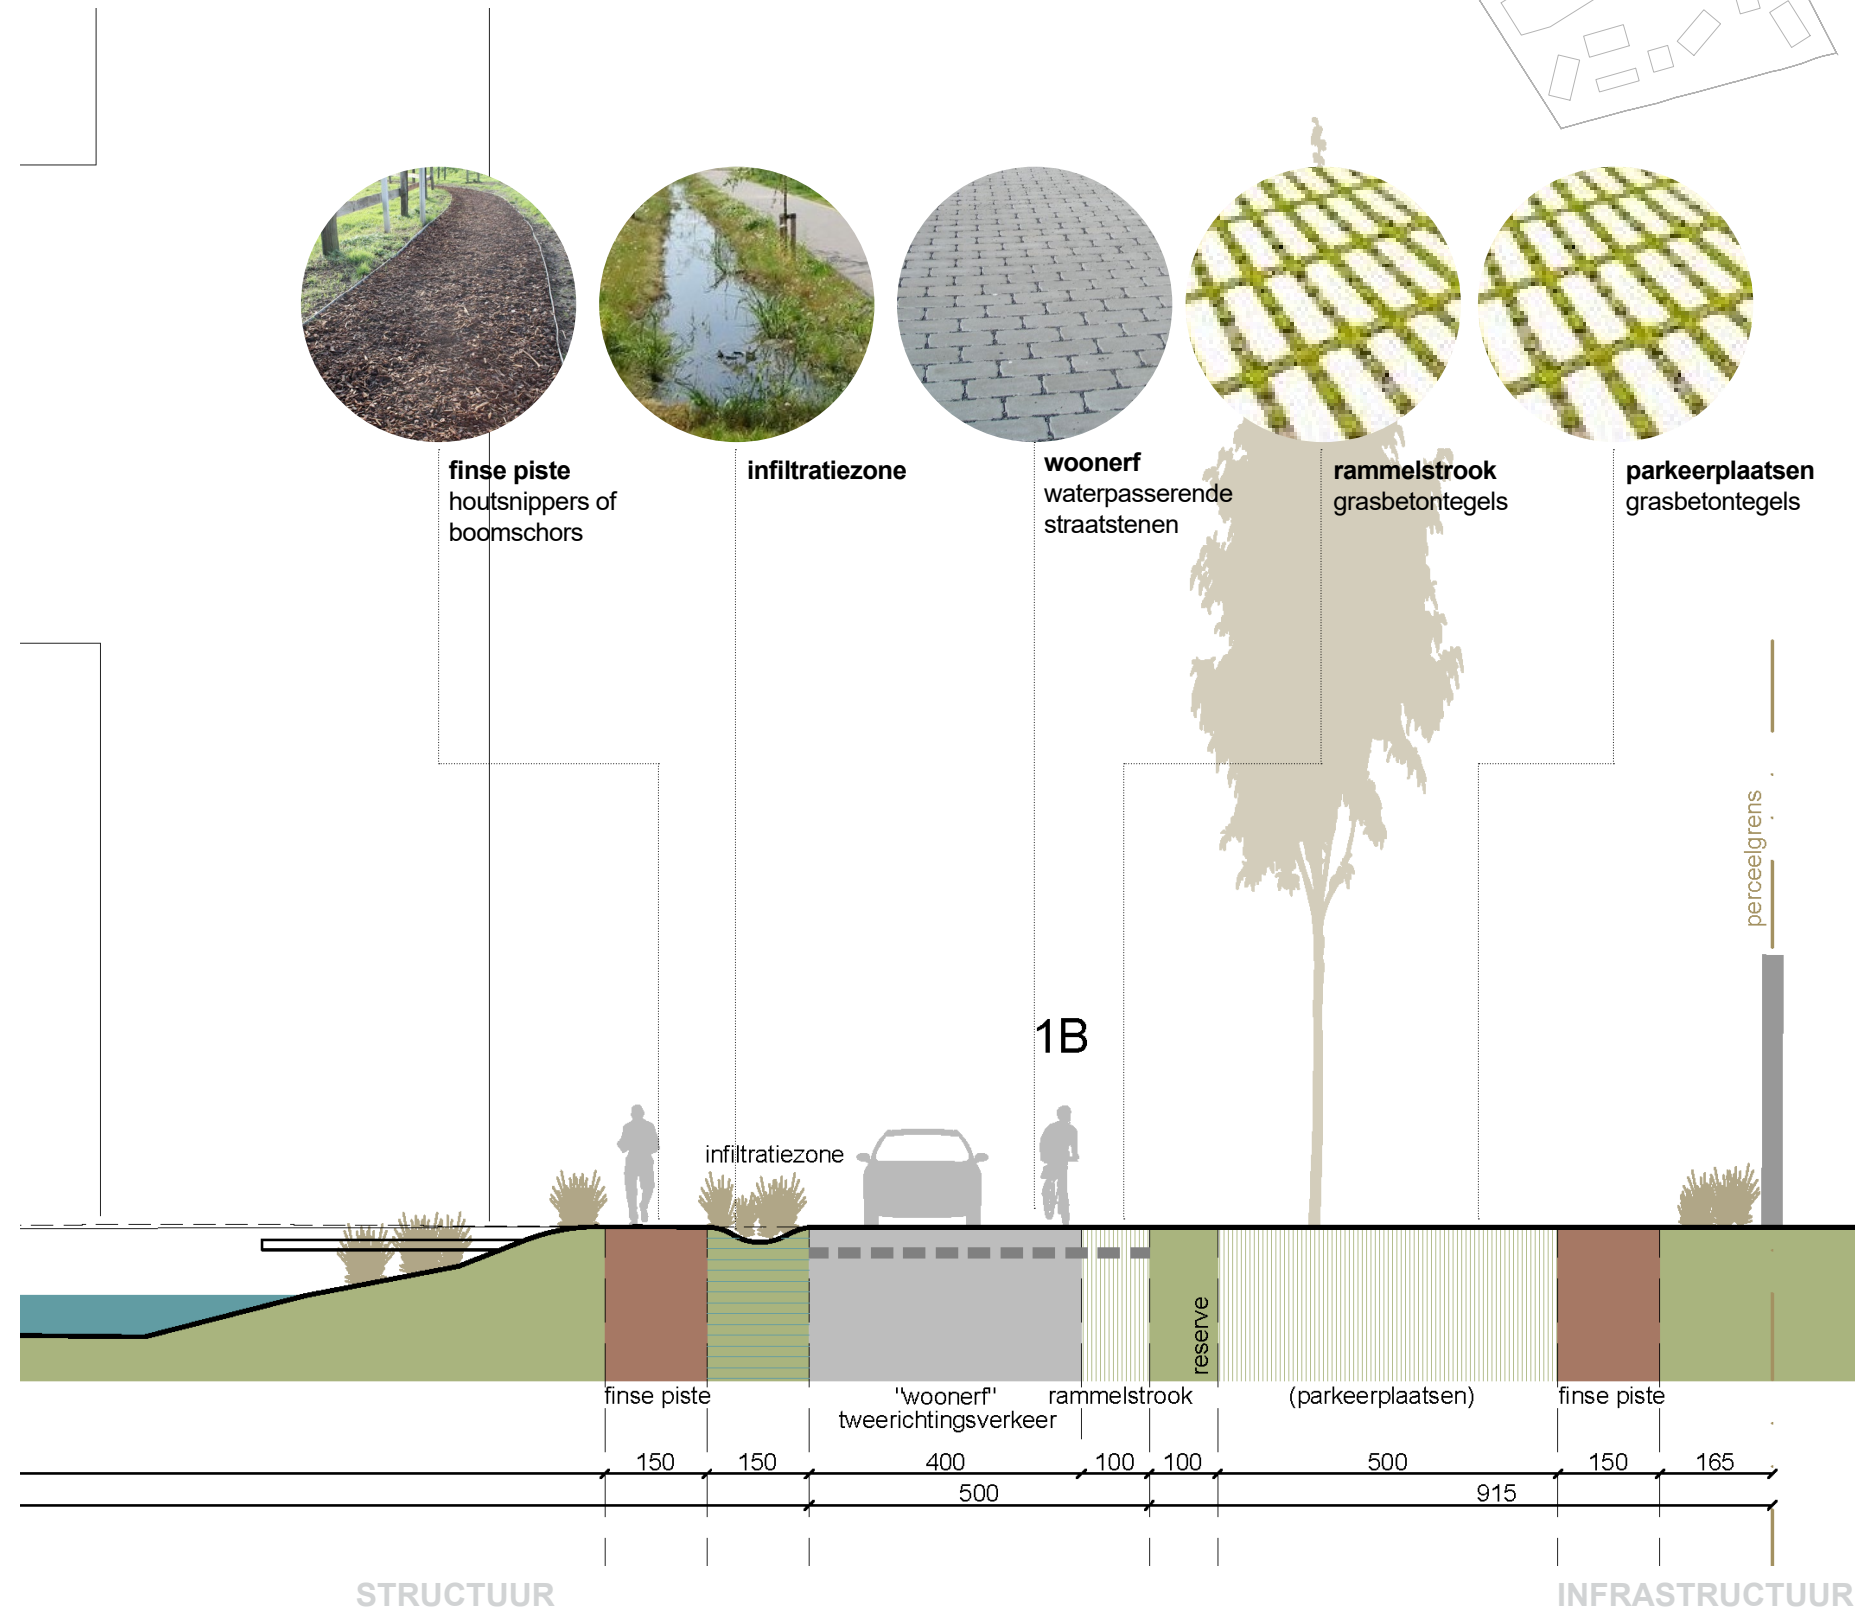 finse piste
houtsnippers of
boomschors
infiltratiezone
woonerf
waterpasserende
straatstenen
rammelstrook
grasbetontegels
parkeerplaatsen
grasbetontegels
perceelgrens
1B
infiltratiezone
reserve
finse piste
"woonerf"
tweerichtingsverkeer
rammelstrook
(parkeerplaatsen)
finse piste
150 150 400 100 100 500 150 165
500 915
STRUCTUUR
INFRASTRUCTUUR